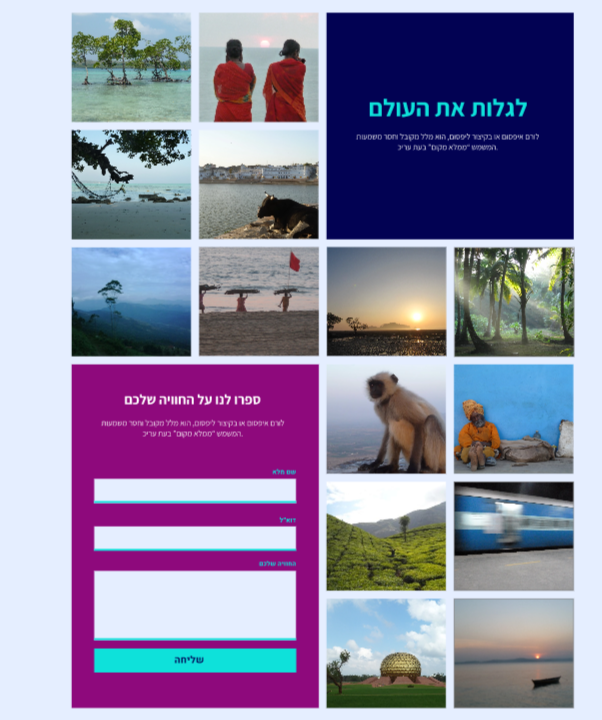 לגלות את העולם
לורם איפסום או בקיצור ליפסום, הוא מלל מקובל וחסר משמעות
המשמש "ממלא מקום" בעת עריכ.
ספרו לנו על החוויה שלכם
לורם איפסום או בקיצור ליפסום, הוא מלל מקובל וחסר משמעות
המשמש "ממלא מקום" בעת עריכ.
שם מלא
דוא"ל
החוויה שלכם
שליחה